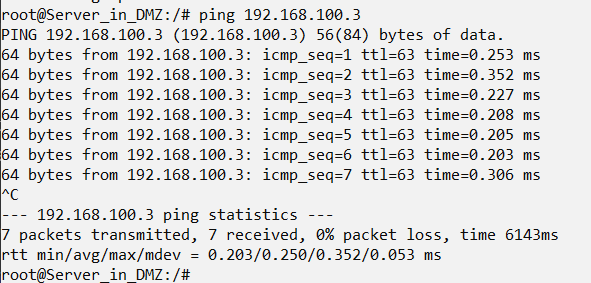 root@Server_in_DMZ:/# ping 192.168.100.3
PING 192.168.100.3 (192.168.100.3) 56(84) bytes of data.
64 bytes from 192.168.100.3: icmp_seq=1 ttl=63 time=0.253 ms
64 bytes from 192.168.100.3: icmp_seq=2 ttl=63 time=0.352 ms
64 bytes from 192.168.100.3: icmp_seq=3 ttl=63 time=0.227 ms
64 bytes from 192.168.100.3: icmp_seq=4 ttl=63 time=0.208 ms
64 bytes from 192.168.100.3: icmp_seq=5 ttl=63 time=0.205 ms
64 bytes from 192.168.100.3: icmp_seq=6 ttl=63 time=0.203 ms
64 bytes from 192.168.100.3: icmp_seq=7 ttl=63 time=0.306 ms
^C
--- 192.168.100.3 ping statistics ---
7 packets transmitted, 7 received, 0% packet loss, time 6143ms
rtt min/avg/max/mdev = 0.203/0.250/0.352/0.053 ms
root@Server_in_DMZ:/#